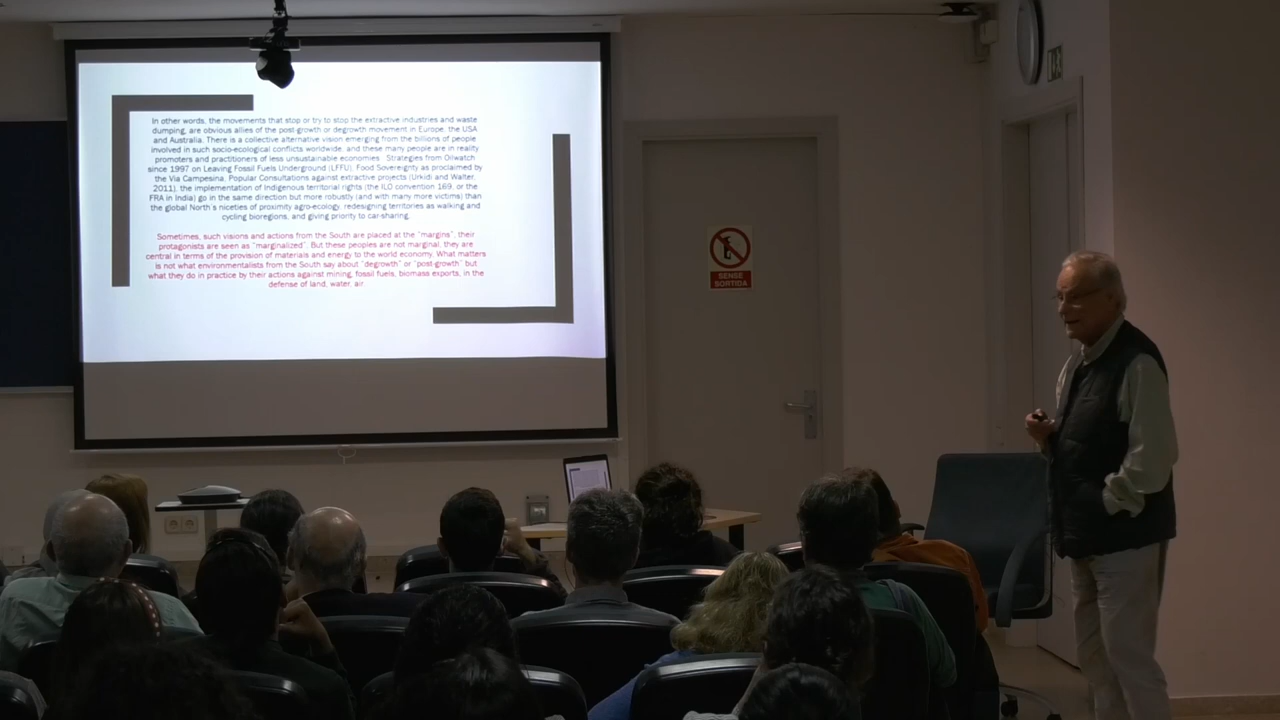 In other words, the movements that stop or try to stop the extractive industries and waste
dumping, are obvious allies of the post-growth or degrowth movement in Europe, the USA
and Australia. There is a collective alternative vision emerging from the billions of people
involved in such socio-ecological conflicts worldwide, and these many people are in reality
promoters and practitioners of less unsustainable economies. Strategies from Oilwatch
since 1997 on Leaving Fossil Fuels Underground (LFFU), Food Sovereignty as proclaimed by
the Via Campesina, Popular Consultations against extractive projects (Urkidi and Walter,
2011), the implementation of Indigenous territorial rights (the ILO convention 169, or the
FRA in India) go in the same direction but more robustly (and with many more victims) than
the global North's niceties of proximity agro-ecology, redesigning territories as walking and
cycling bioregions, and giving priority to car-sharing.
Sometimes, such visions and actions from the South are placed at the "margins", their
protagonists are seen as "marginalized". But these peoples are not marginal, they are
central in terms of the provision of materials and energy to the world economy. What matters
is not what environmentalists from the South say about "degrowth" or "post-growth" but
what they do in practice by their actions against mining, fossil fuels, biomass exports, in the
defense of land, water, air
SENSE
SORTIDA